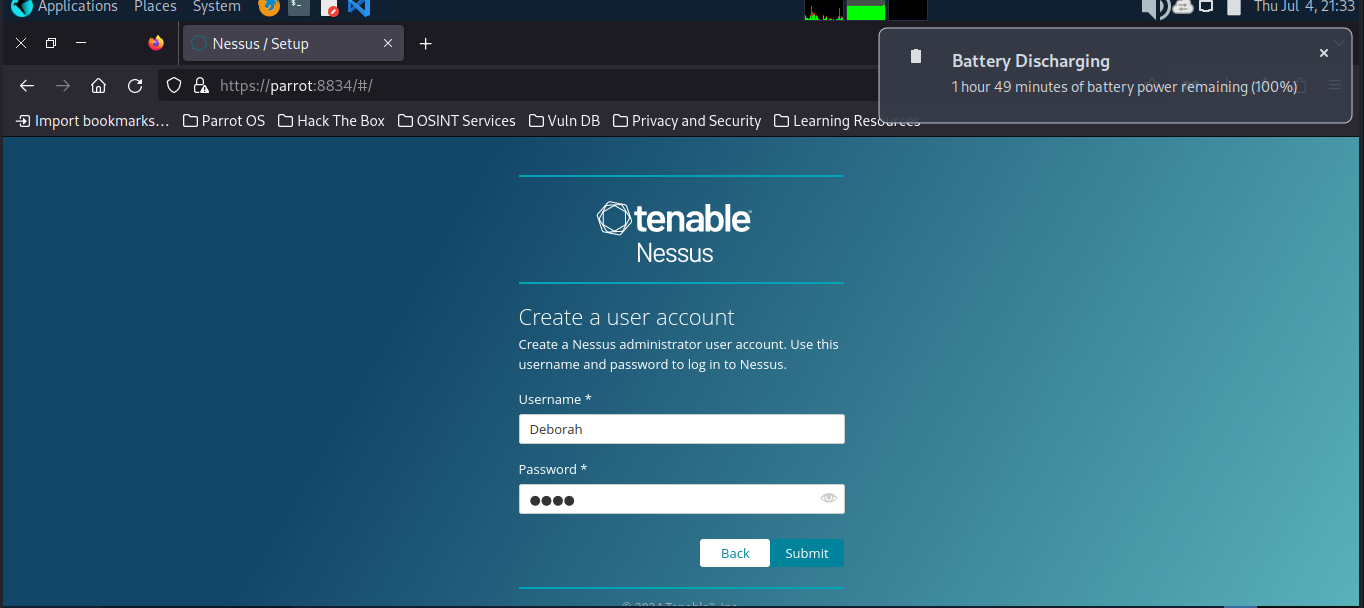 Applications Places System Thu Jul 4, 21:33
Nessus / Setup
Battery Discharging
1 hour 49 minutes of battery power remaining (100%)
https://parrot:8834/#/
Import bookmarks... Parrot OS Hack The Box OSINT Services Vuln DB Privacy and Security Learning Resources
tenable
Nessus
Create a user account
Create a Nessus administrator user account. Use this
username and password to log in to Nessus.
Username *
Deborah
Password *
Back Submit
© 2024 Tenable™, Inc.